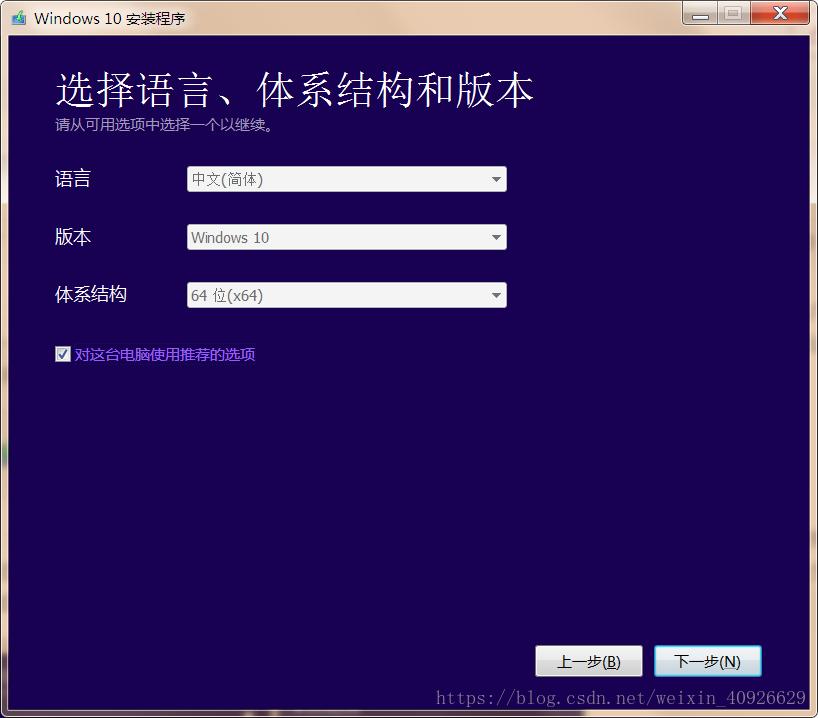 Windows 10 安装程序
选择语言、体系结构和版本
请从可用选项中选择一个以继续。
语言 中文(简体)
版本 Windows 10
体系结构 64 位(x64)
对这台电脑使用推荐的选项
上一步(B) 下一步(N)
https://blog.csdn.net/weixin_40926629